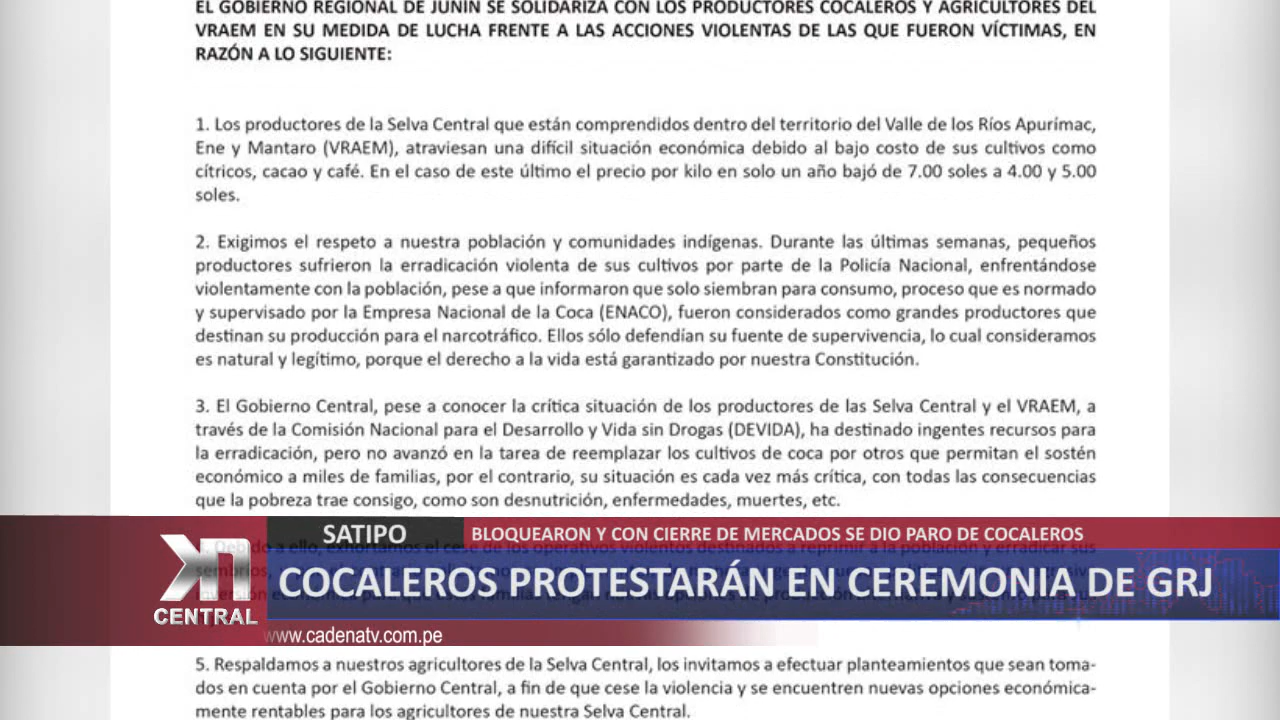 EL GOBIERNO REGIONAL DE JUNÍN SE SOLIDARIZA CON LOS PRODUCTORES COCALEROS Y AGRICULTORES DEL
VRAEM EN SU MEDIDA DE LUCHA FRENTE A LAS ACCIONES VIOLENTAS DE LAS QUE FUERON VÍCTIMAS, EN
RAZÓN A LO SIGUIENTE:
1. Los productores de la Selva Central que están comprendidos dentro del territorio del Valle de los Ríos Apurímac,
Ene y Mantaro (VRAEM), atraviesan una difícil situación económica debido al bajo costo de sus cultivos como
cítricos, cacao y café. En el caso de este último el precio por kilo en solo un año bajó de 7.00 soles a 4.00 y 5.00
soles.
2. Exigimos el respeto a nuestra población y comunidades indígenas. Durante las últimas semanas, pequeños
productores sufrieron la erradicación violenta de sus cultivos por parte de la Policía Nacional, enfrentándose
violentamente con la población, pese a que informaron que solo siembran para consumo, proceso que es normado
y supervisado por la Empresa Nacional de la Coca (ENACO), fueron considerados como grandes productores que
destinan su producción para el narcotráfico. Ellos sólo defendían su fuente de supervivencia, lo cual consideramos
es natural y legítimo, porque el derecho a la vida está garantizado por nuestra Constitución.
3. El Gobierno Central, pese a conocer la crítica situación de los productores de las Selva Central y el VRAEM, a
través de la Comisión Nacional para el Desarrollo y Vida sin Drogas (DEVIDA), ha destinado ingentes recursos para
la erradicación, pero no avanzó en la tarea de reemplazar los cultivos de coca por otros que permitan el sostén
económico a miles de familias, por el contrario, su situación es cada vez más crítica, con todas las consecuencias
que la pobreza trae consigo, como son desnutrición, enfermedades, muertes, etc.
SATIPO
BLOQUEARON Y CON CIERRE DE MERCADOS SE DIO PARO DE COCALEROS
4. Debido a ello, exhortamos el cese de los operativos violentos destinados a reprimir a la población y erradicar sus
sembríos,
COCALEROS PROTESTARÁN EN CEREMONIA DE GRJ
CENTRAL
www.cadenatv.com.pe
5. Respaldamos a nuestros agricultores de la Selva Central, los invitamos a efectuar planteamientos que sean toma-
dos en cuenta por el Gobierno Central, a fin de que cese la violencia y se encuentren nuevas opciones económica-
mente rentables para los agricultores de nuestra Selva Central.